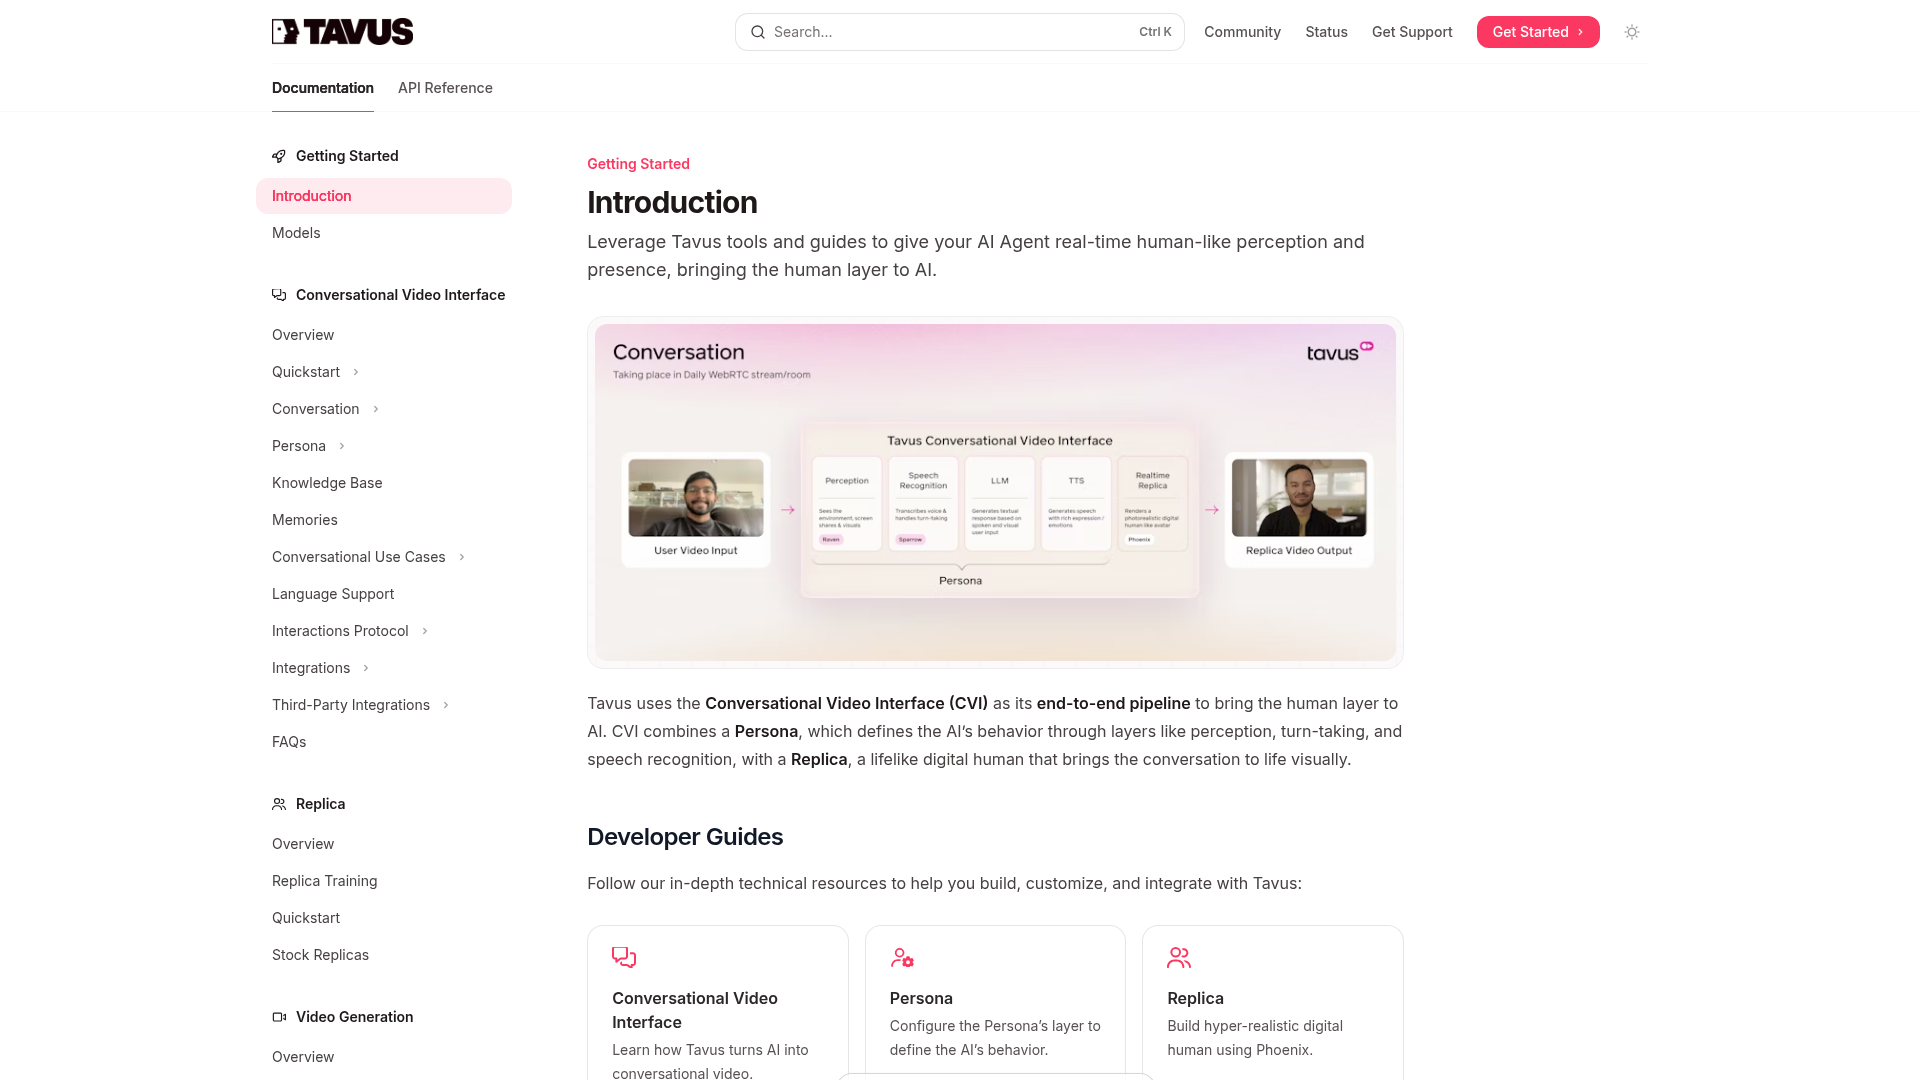 TAVUS
Search...
Ctrl K
Community
Status
Get Support
Get Started
Documentation
API Reference
Getting Started
Introduction
Models
Conversational Video Interface
Overview
Quickstart
Conversation
Persona
Knowledge Base
Memories
Conversational Use Cases
Language Support
Interactions Protocol
Integrations
Third-Party Integrations
FAQs
Replica
Overview
Replica Training
Quickstart
Stock Replicas
Video Generation
Overview
Getting Started
Introduction
Leverage Tavus tools and guides to give your AI Agent real-time human-like perception and
presence, bringing the human layer to AI.
Conversation
Taking place in Daily WebRTC stream/room
tavus
Tavus Conversational Video Interface
User Video Input
Perception
Sees the
environment, screen
shares & visuals
Raven
Speech
Recognition
Transcribes voice &
handles turn-taking
Sparrow
LLM
Generates textual
response based on
spoken and visual
user input
TTS
Generates speech
with rich expression /
emotions
Realtime
Replica
Renders a
photorealistic digital
human like avatar
Phoenix
Persona
Replica Video Output
Tavus uses the Conversational Video Interface (CVI) as its end-to-end pipeline to bring the human layer to
AI. CVI combines a Persona, which defines the AI’s behavior through layers like perception, turn-taking, and
speech recognition, with a Replica, a lifelike digital human that brings the conversation to life visually.
Developer Guides
Follow our in-depth technical resources to help you build, customize, and integrate with Tavus:
Conversational Video
Interface
Learn how Tavus turns AI into
conversational video.
Persona
Configure the Persona’s layer to
define the AI’s behavior.
Replica
Build hyper-realistic digital
human using Phoenix.